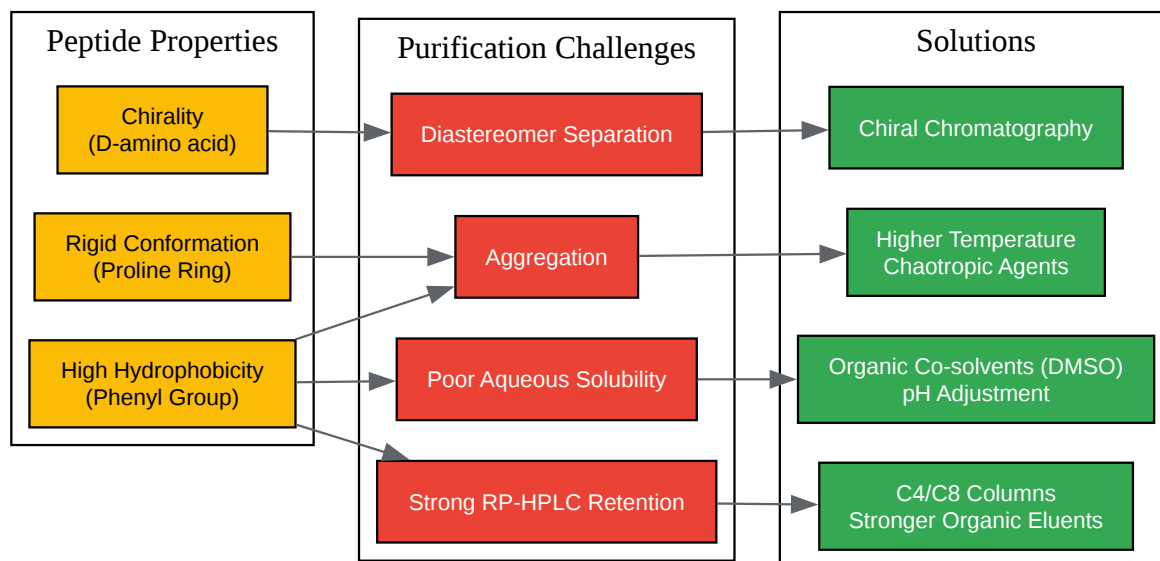 Peptide Properties
Chirality
(D-amino acid)
Rigid Conformation
(Proline Ring)
High Hydrophobicity
(Phenyl Group)
Purification Challenges
Diastereomer Separation
Aggregation
Poor Aqueous Solubility
Strong RP-HPLC Retention
Solutions
Chiral Chromatography
Higher Temperature
Chaotropic Agents
Organic Co-solvents (DMSO)
pH Adjustment
C4/C8 Columns
Stronger Organic Eluents